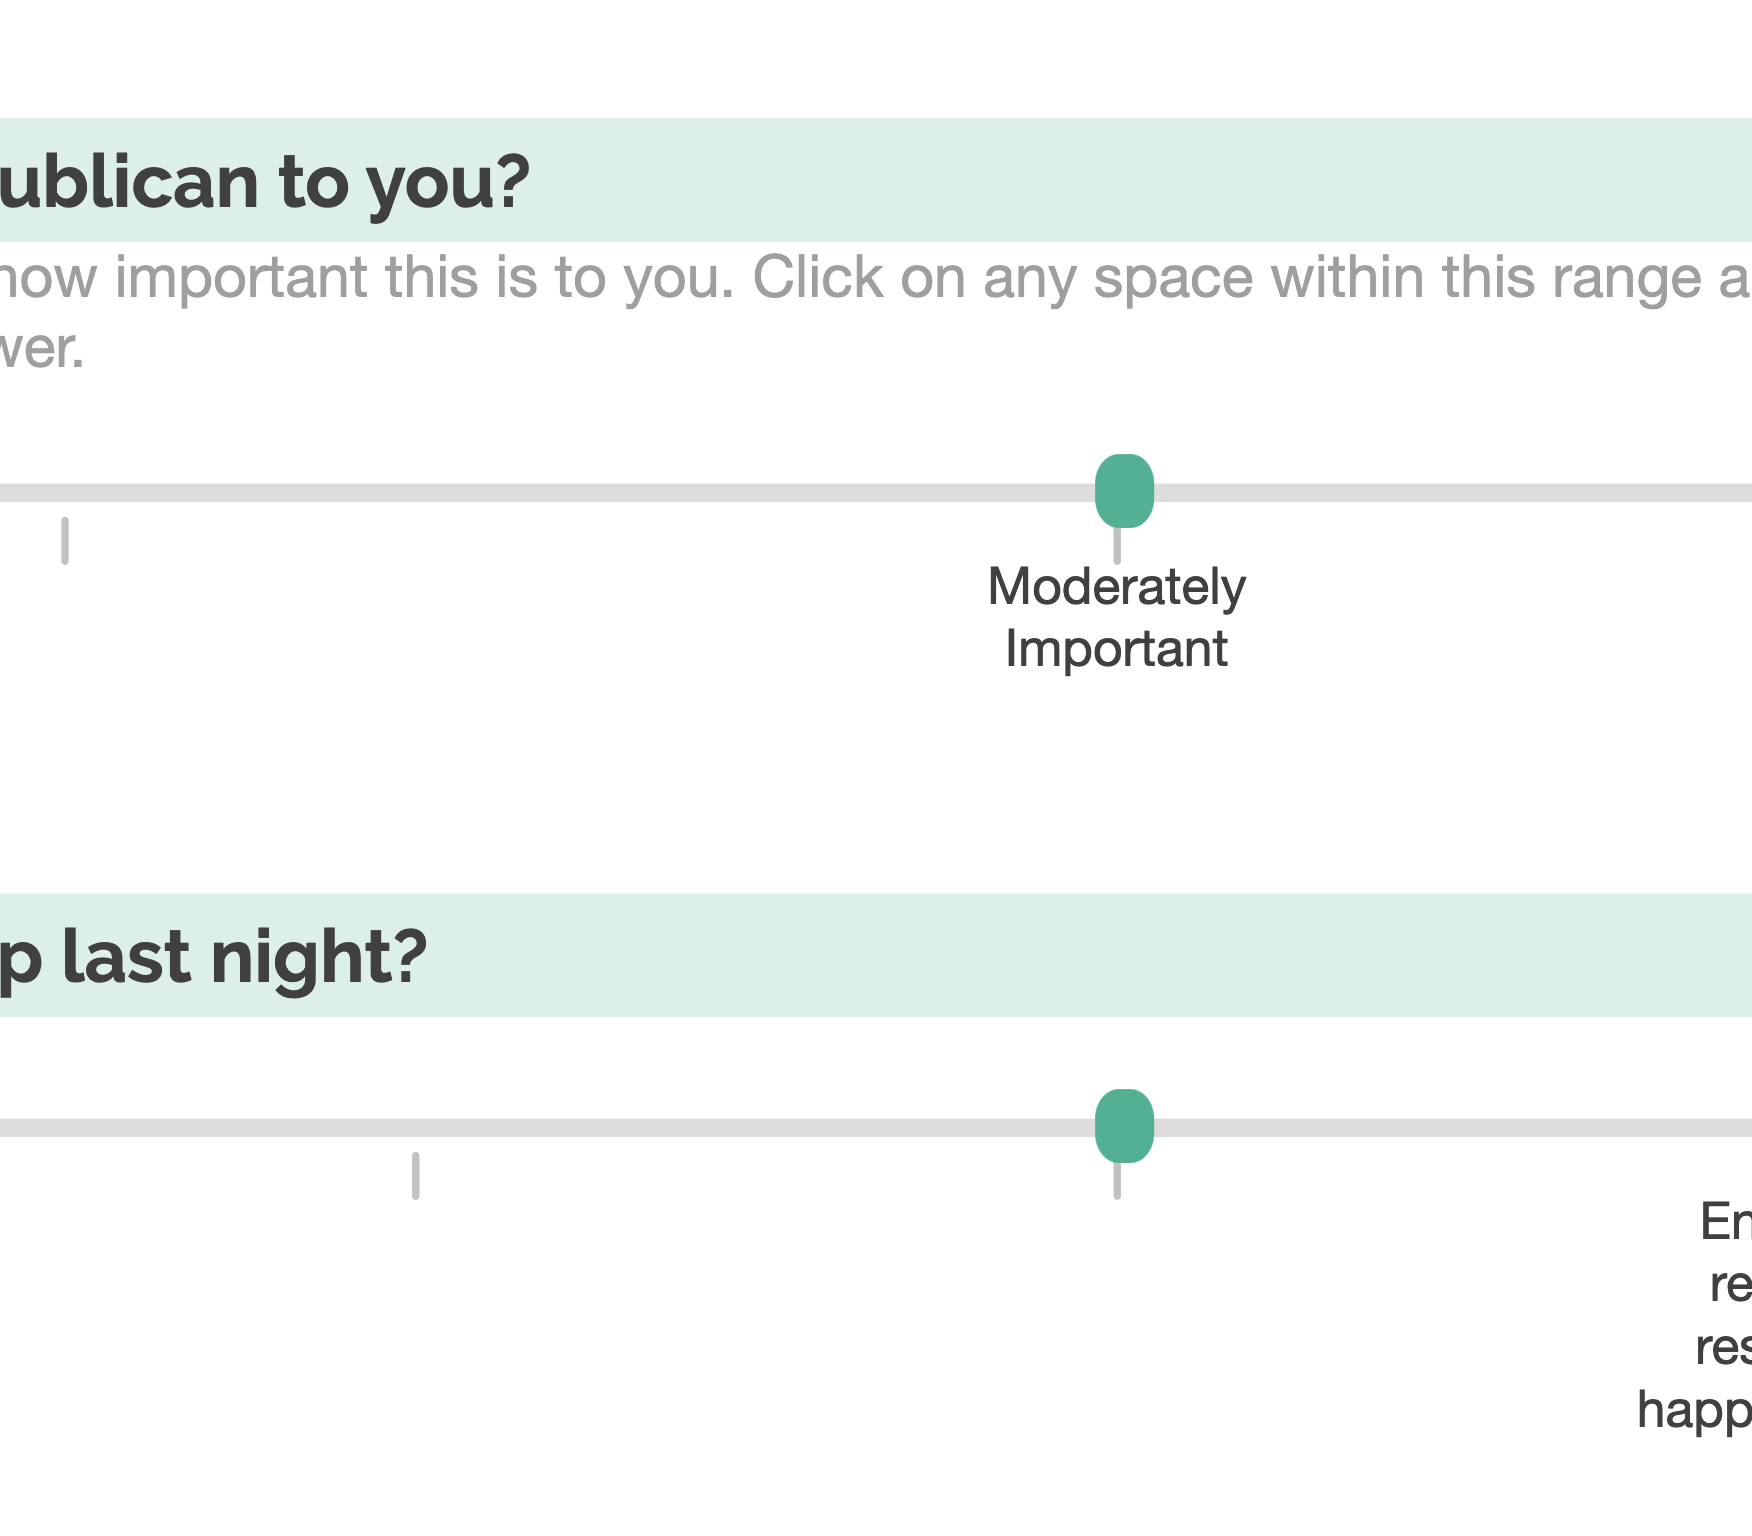 ublican to you?
how important this is to you. Click on any space within this range a
wer.
Moderately
Important
p last night?
En
re
res
happ